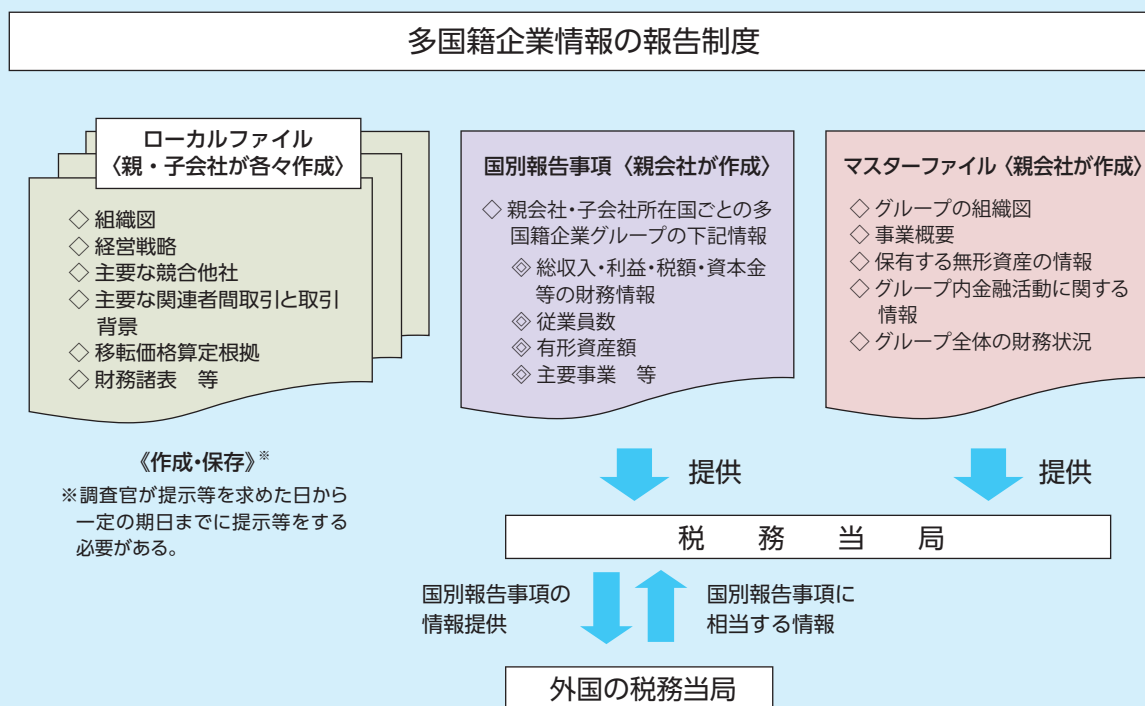 多国籍企業情報の報告制度
ローカルファイル
〈親・子会社が各々作成〉
◇ 組織図
◇ 経営戦略
◇ 主要な競合他社
◇ 主要な関連者間取引と取引
背景
◇ 移転価格算定根拠
◇ 財務諸表　等
《作成・保存》※
※調査官が提示等を求めた日から
一定の期日までに提示等をする
必要がある。
国別報告事項〈親会社が作成〉
◇ 親会社・子会社所在国ごとの多
国籍企業グループの下記情報
◎ 総収入・利益・税額・資本金
等の財務情報
◎ 従業員数
◎ 有形資産額
◎ 主要事業　等
マスターファイル〈親会社が作成〉
◇ グループの組織図
◇ 事業概要
◇ 保有する無形資産の情報
◇ グループ内金融活動に関する
情報
◇ グループ全体の財務状況
提供
提供
税　務　当　局
国別報告事項の
情報提供
国別報告事項に
相当する情報
外国の税務当局